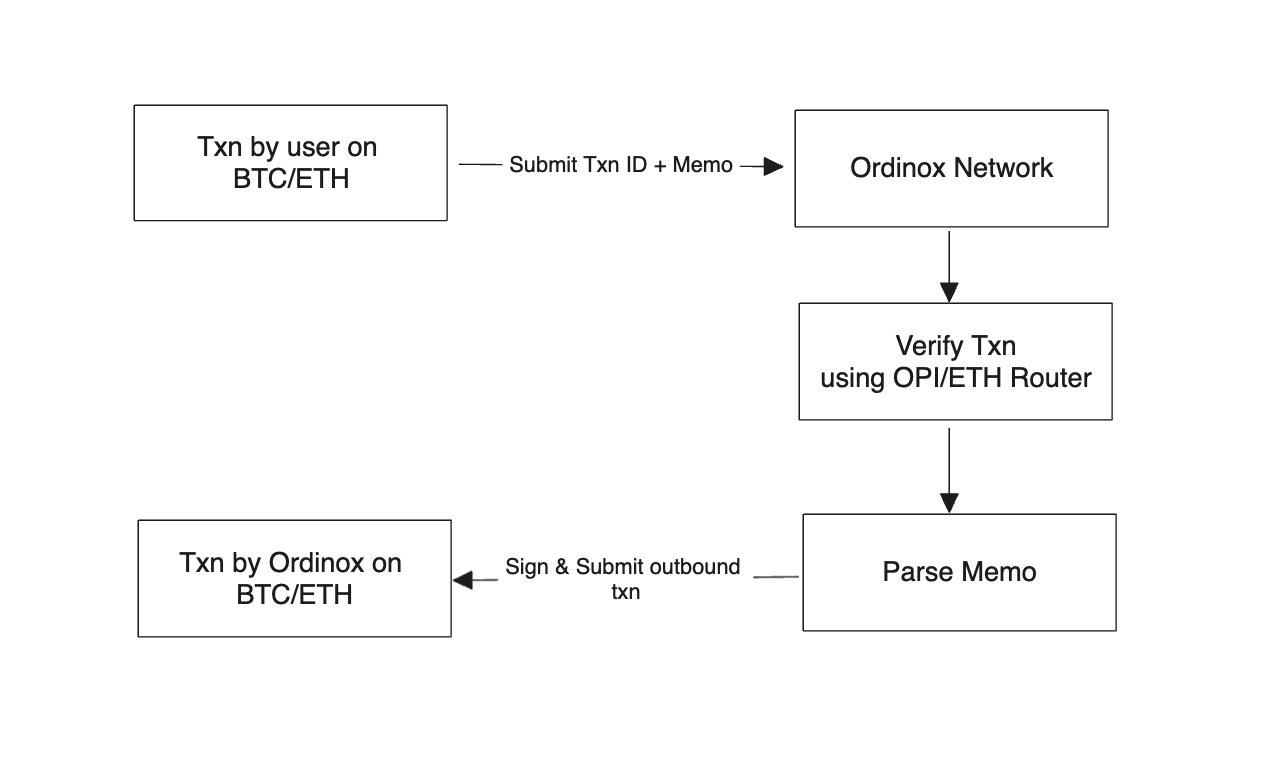 Txn by user on
BTC/ETH
Submit Txn ID + Memo
Ordinox Network
Verify Txn
using OPI/ETH Router
Parse Memo
Sign & Submit outbound
txn
Txn by Ordinox on
BTC/ETH